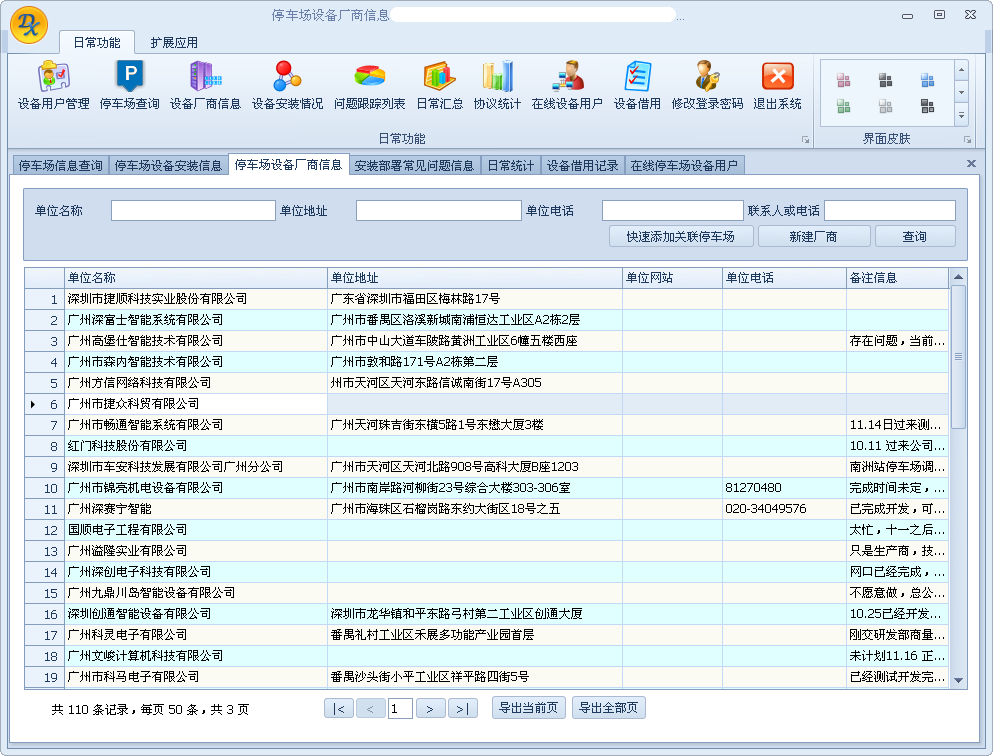 停车场设备厂商信息 ...
日常功能 扩展应用
设备用户管理 停车场查询 设备厂商信息 设备安装情况 问题跟踪列表 日常汇总 协议统计 在线设备用户 设备借用 修改登录密码 退出系统
日常功能 界面皮肤
停车场信息查询 停车场设备安装信息 停车场设备厂商信息 安装部署常见问题信息 日常统计 设备借用记录 在线停车场设备用户
单位名称 单位地址 单位电话 联系人或电话
快速添加关联停车场 新建厂商 查询
单位名称 单位地址 单位网站 单位电话 备注信息
1 深圳市捷顺科技实业股份有限公司 广东省深圳市福田区梅林路17号
2 广州深富士智能系统有限公司 广州市番禺区洛溪新城南浦恒达工业区A2栋2层
3 广州高堡仕智能技术有限公司 广州市中山大道车陂路黄洲工业区6幢五楼西座 存在问题，当前...
4 广州市森内智能技术有限公司 广州市敦和路171号A2栋第二层
5 广州方信网络科技有限公司 州市天河区天河东路信诚南街17号A305
6 广州市捷众科贸有限公司
7 广州市畅通智能系统有限公司 广州天河珠吉街东横5路1号东懋大厦3楼 11.14日过来测...
8 红门科技股份有限公司 10.11 过来公司...
9 深圳市车安科技发展有限公司广州分公司 广州市天河区天河北路908号高科大厦B座1203 南洲站停车场调...
10 广州市锦亮机电设备有限公司 广州市南岸路河柳街23号综合大楼303-306室 81270480 完成时间未定，...
11 广州深赛宁智能 广州市海珠区石榴岗路东约大街区18号之五 020-34049576 已完成开发，可...
12 国顺电子工程有限公司 太忙，十一之后...
13 广州溢隆实业有限公司 只是生产商，技...
14 广州深创电子科技有限公司 网口已经完成，...
15 广州九鼎川岛智能设备有限公司 不愿意做，总公...
16 深圳创通智能设备有限公司 深圳市龙华镇和平东路弓村第二工业区创通大厦 10.25已经开发...
17 广州科灵电子有限公司 番禺礼村工业区禾展多功能产业园首层 刚交研发部商量...
18 广州文峻计算机科技有限公司 未计划11.16 正...
19 广州市科马电子有限公司 番禺沙头街小平工业区祥平路四街5号 已经测试开发完...
共 110 条记录，每页 50 条，共 3 页 |< < 1 > >| 导出当前页 导出全部页